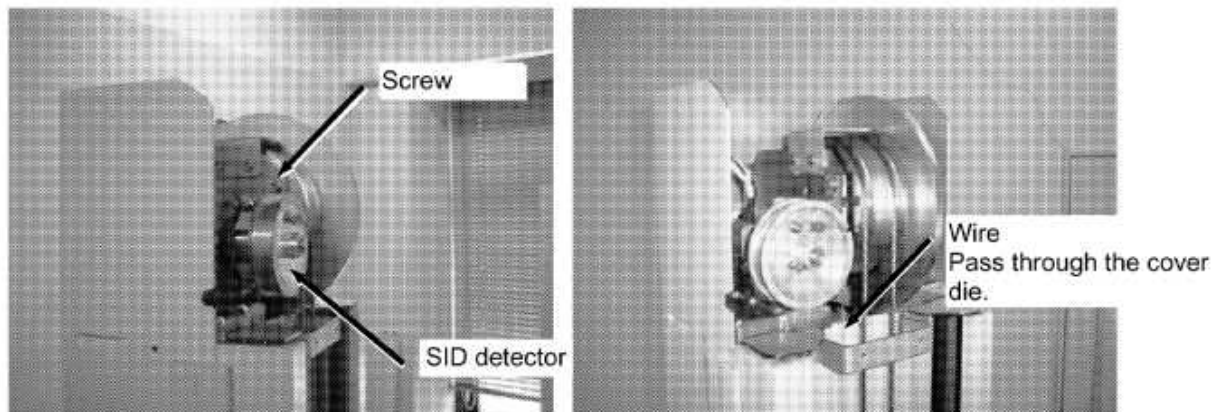 Screw
SID detector
Wire
Pass through the cover
die.